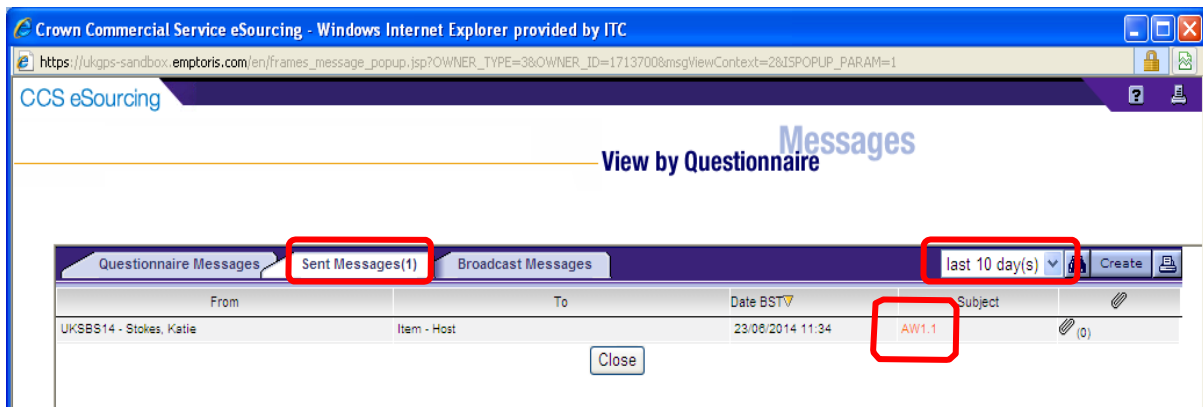 Crown Commercial Service eSourcing - Windows Internet Explorer provided by ITC
https://ukgps-sandbox.emptoris.com/en/frames_message_popup.jsp?OWNER_TYPE=3&OWNER_ID=1713700&msgViewContext=2&ISPOPUP_PARAM=1
CCS eSourcing ?
Messages
View by Questionnaire
Questionnaire Messages Sent Messages(1) Broadcast Messages last 10 day(s) Create
From To Date BST Subject
UKSBS14 - Stokes, Katie Item - Host 23/06/2014 11:34 AW1.1 (0)
Close